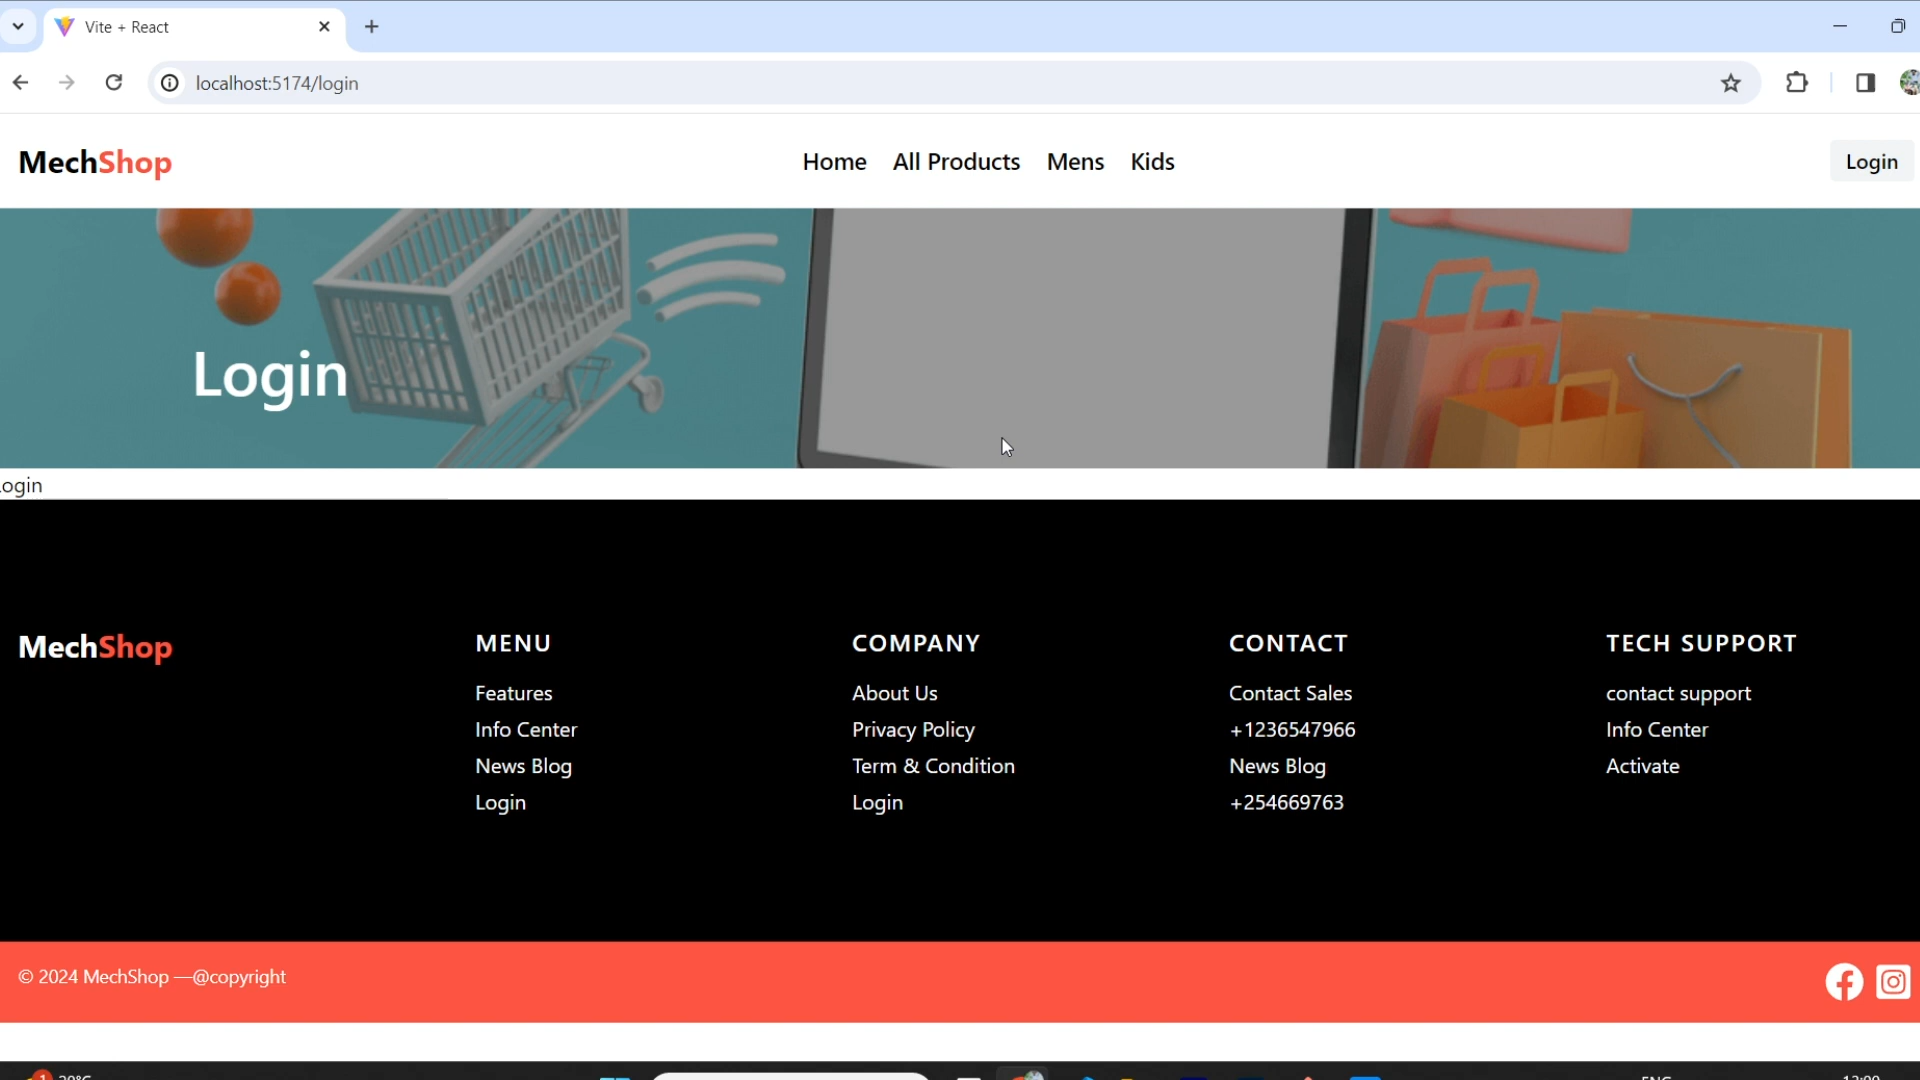 Vite + React
localhost:5174/login
MechShop
Home All Products Mens Kids
Login
Login
ogin
MechShop
MENU
Features
Info Center
News Blog
Login
COMPANY
About Us
Privacy Policy
Term & Condition
Login
CONTACT
Contact Sales
+1236547966
News Blog
+254669763
TECH SUPPORT
contact support
Info Center
Activate
© 2024 MechShop —@copyright